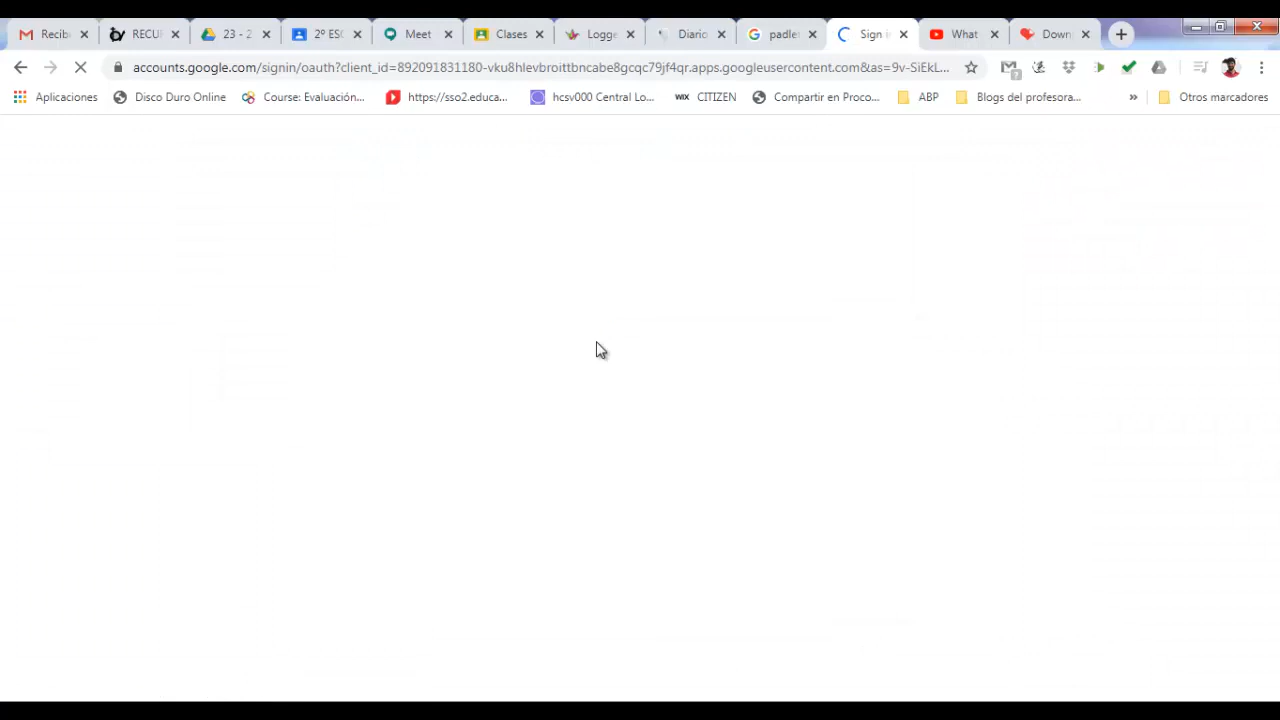 Recib
RECU
23 - 2
2º ESC
Meet
Clases
Logge
Diario
padle
Sign i
What
Down
accounts.google.com/signin/oauth?client_id=892091831180-vku8hlevbroittbncabe8gcqc79jf4qr.apps.googleusercontent.com&as=9v-SiEkL...
Aplicaciones
Disco Duro Online
Course: Evaluación...
https://sso2.educa...
hcsv000 Central Lo...
WIX CITIZEN
Compartir en Proco...
ABP
Blogs del profesora...
»
Otros marcadores